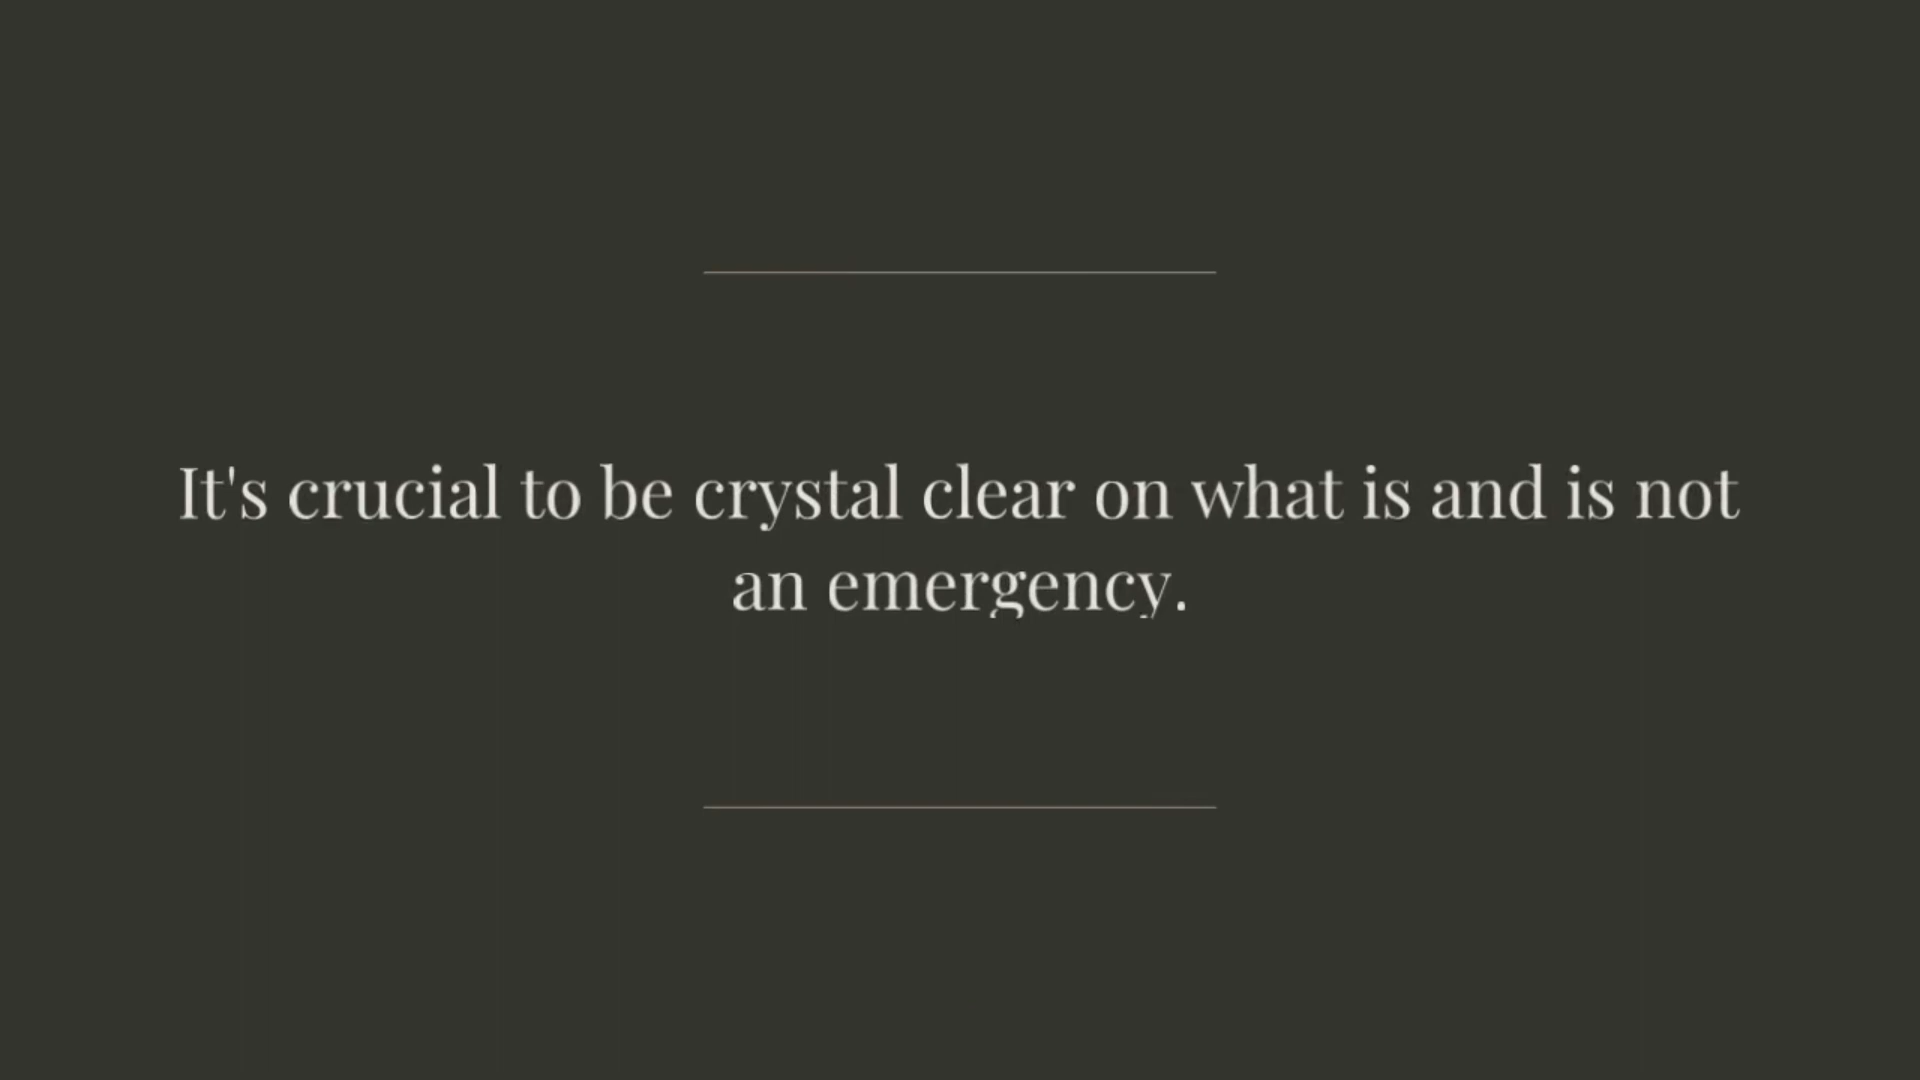 It's crucial to be crystal clear on what is and is not
an emergency.